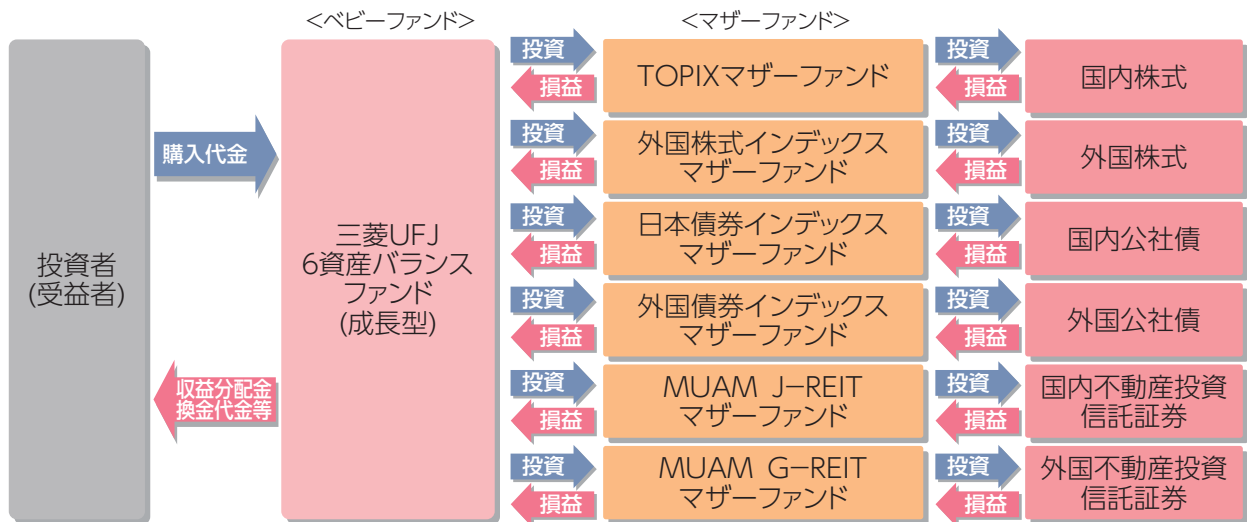 <ベビーファンド>
<マザーファンド>
投資者
(受益者)
購入代金
収益分配金
換金代金等
三菱UFJ
6資産バランス
ファンド
(成長型)
投資
損益
TOPIXマザーファンド
投資
損益
国内株式
投資
損益
外国株式インデックス
マザーファンド
投資
損益
外国株式
投資
損益
日本債券インデックス
マザーファンド
投資
損益
国内公社債
投資
損益
外国債券インデックス
マザーファンド
投資
損益
外国公社債
投資
損益
MUAM J-REIT
マザーファンド
投資
損益
国内不動産投資
信託証券
投資
損益
MUAM G-REIT
マザーファンド
投資
損益
外国不動産投資
信託証券